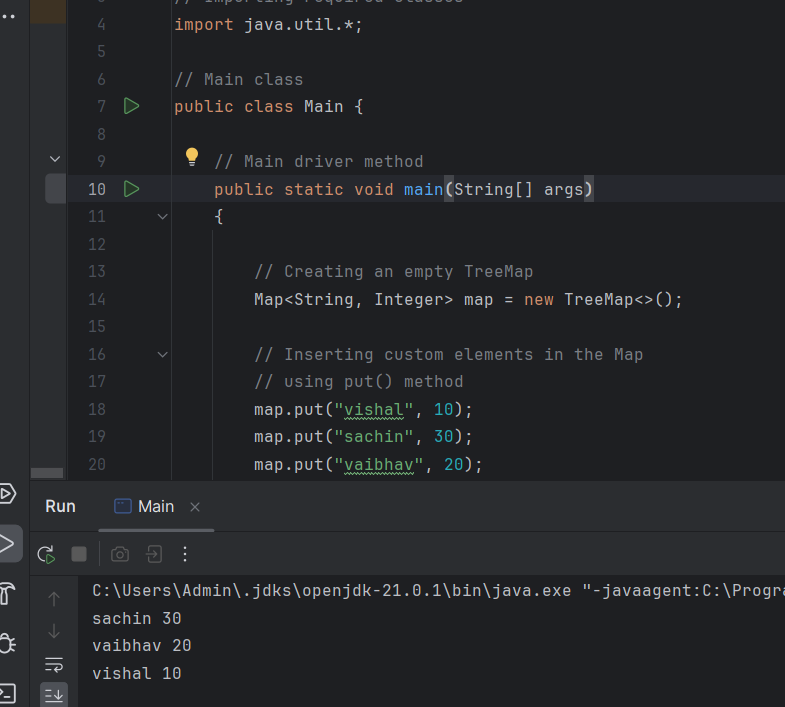 // Importing required classes
4 import java.util.*;
5
6 // Main class
7 public class Main {
8
9 // Main driver method
10 public static void main(String[] args)
11 {
12
13 // Creating an empty TreeMap
14 Map<String, Integer> map = new TreeMap<>();
15
16 // Inserting custom elements in the Map
17 // using put() method
18 map.put("vishal", 10);
19 map.put("sachin", 30);
20 map.put("vaibhav", 20);
Run Main
C:\Users\Admin\.jdks\openjdk-21.0.1\bin\java.exe "-javaagent:C:\Progra
sachin 30
vaibhav 20
vishal 10